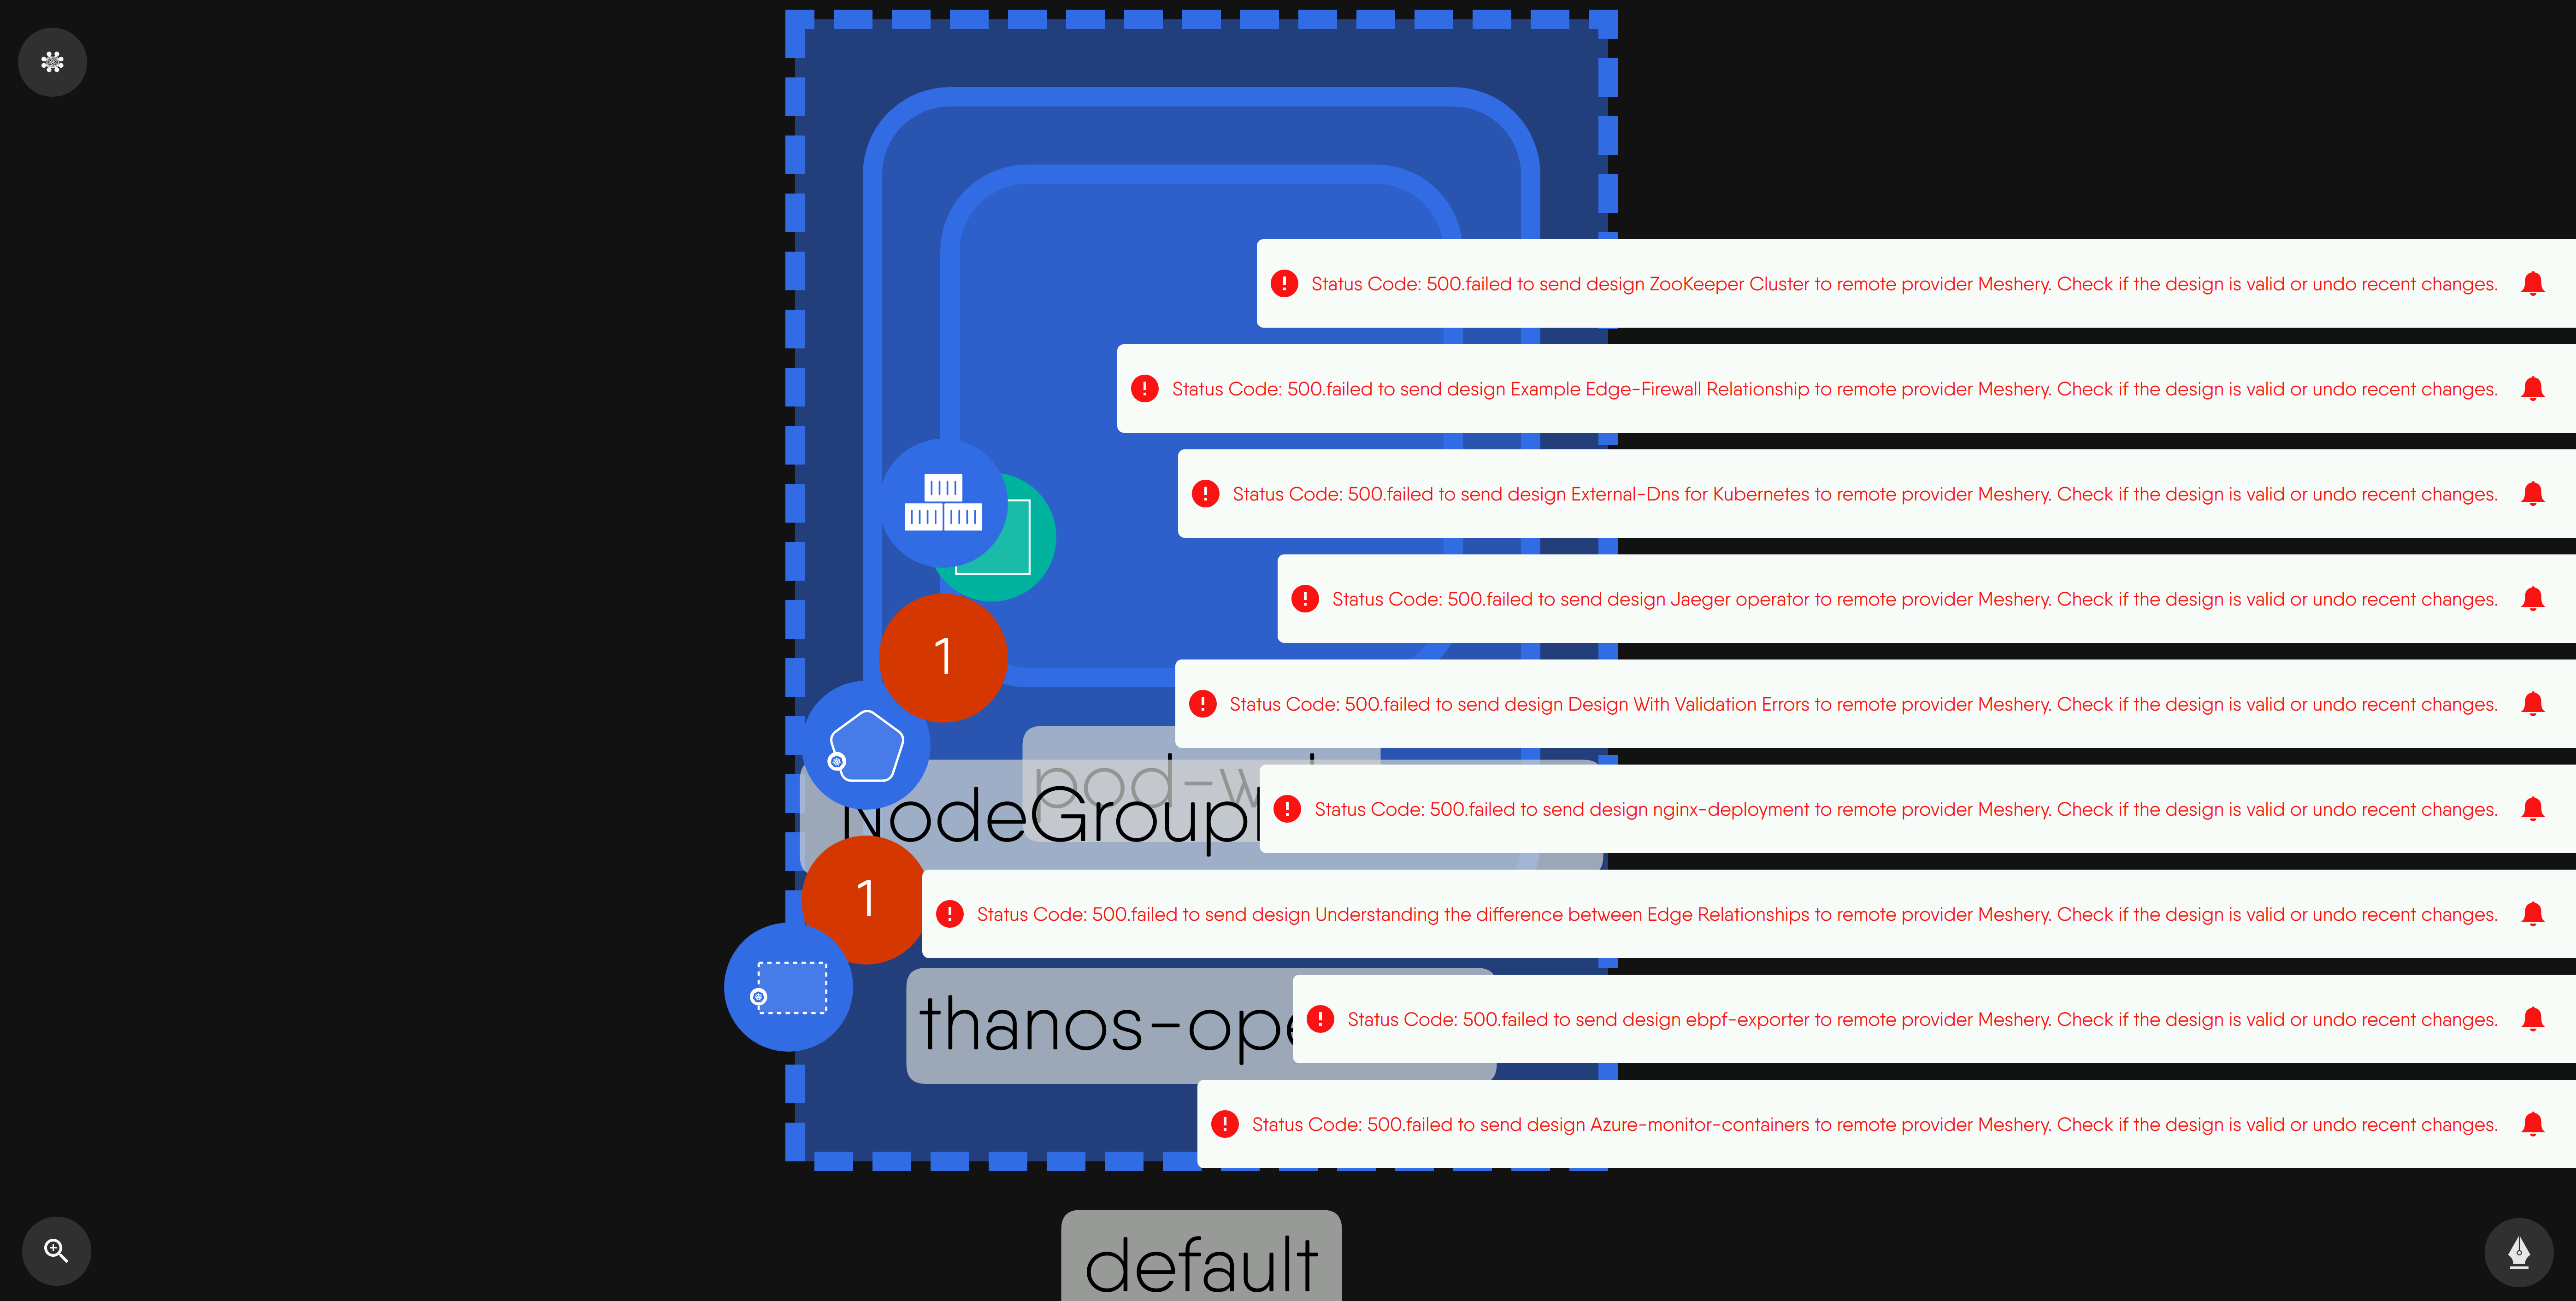 Status Code: 500.failed to send design ZooKeeper Cluster to remote provider Meshery. Check if the design is valid or undo recent changes.
Status Code: 500.failed to send design Example Edge-Firewall Relationship to remote provider Meshery. Check if the design is valid or undo recent changes.
Status Code: 500.failed to send design External-Dns for Kubernetes to remote provider Meshery. Check if the design is valid or undo recent changes.
Status Code: 500.failed to send design Jaeger operator to remote provider Meshery. Check if the design is valid or undo recent changes.
1
Status Code: 500.failed to send design Design With Validation Errors to remote provider Meshery. Check if the design is valid or undo recent changes.
pod-w
NodeGroup
Status Code: 500.failed to send design nginx-deployment to remote provider Meshery. Check if the design is valid or undo recent changes.
1
Status Code: 500.failed to send design Understanding the difference between Edge Relationships to remote provider Meshery. Check if the design is valid or undo recent changes.
thanos-ope
Status Code: 500.failed to send design ebpf-exporter to remote provider Meshery. Check if the design is valid or undo recent changes.
Status Code: 500.failed to send design Azure-monitor-containers to remote provider Meshery. Check if the design is valid or undo recent changes.
default